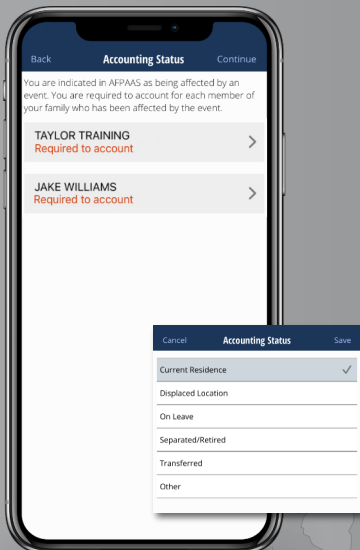 Back Accounting Status Continue
You are indicated in AFPAAS as being affected by an
event. You are required to account for each member of
your family who has been affected by the event.
TAYLOR TRAINING
Required to account
JAKE WILLIAMS
Required to account
Cancel Accounting Status Save
Current Residence
Displaced Location
On Leave
Separated/Retired
Transferred
Other